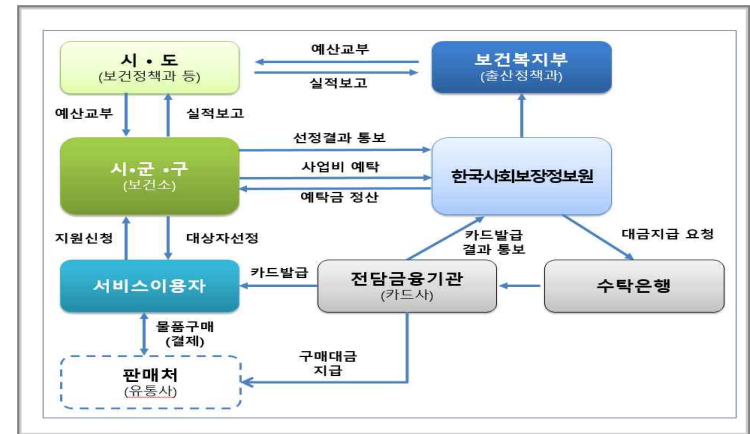 시 • 도
(보건정책과 등)
예산교부
실적보고
보건복지부
(출산정책과)
예산교부
실적보고
시•군 •구
(보건소)
선정결과 통보
사업비 예탁
예탁금 정산
한국사회보장정보원
지원신청
대상자선정
카드발급
결과 통보
대금지급 요청
서비스이용자
카드발급
전담금융기관
(카드사)
수탁은행
물품구매
(결제)
구매대금
지급
판매처
(유통사)